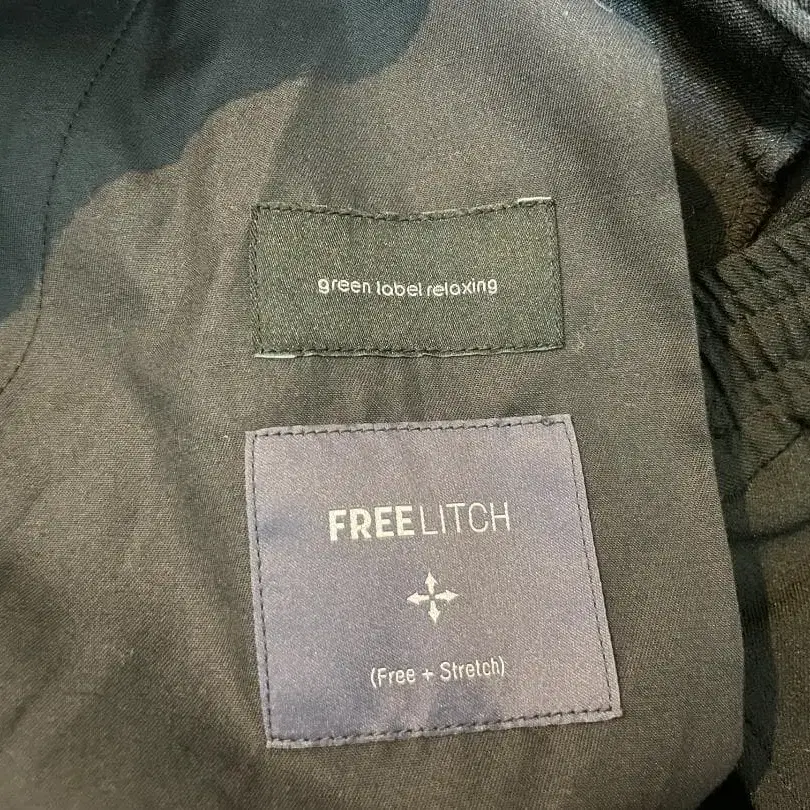 green label relaxing
FREELITCH
(Free + Stretch)